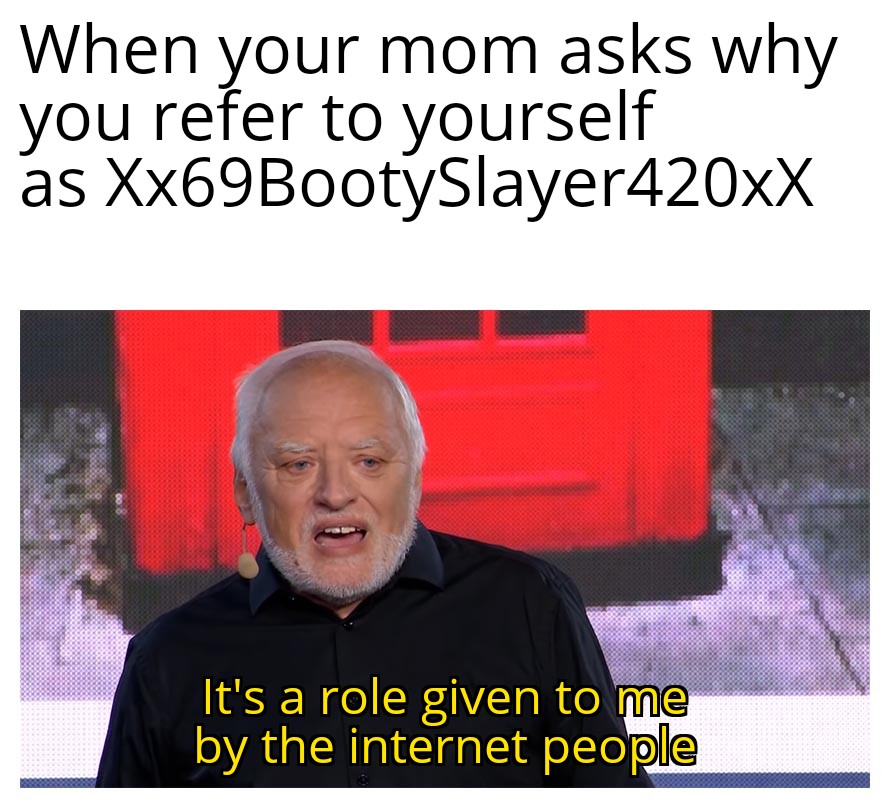 When your mom asks why
you refer to yourself
as Xx69BootySlayer420xX
It's a role given to me
by the internet people